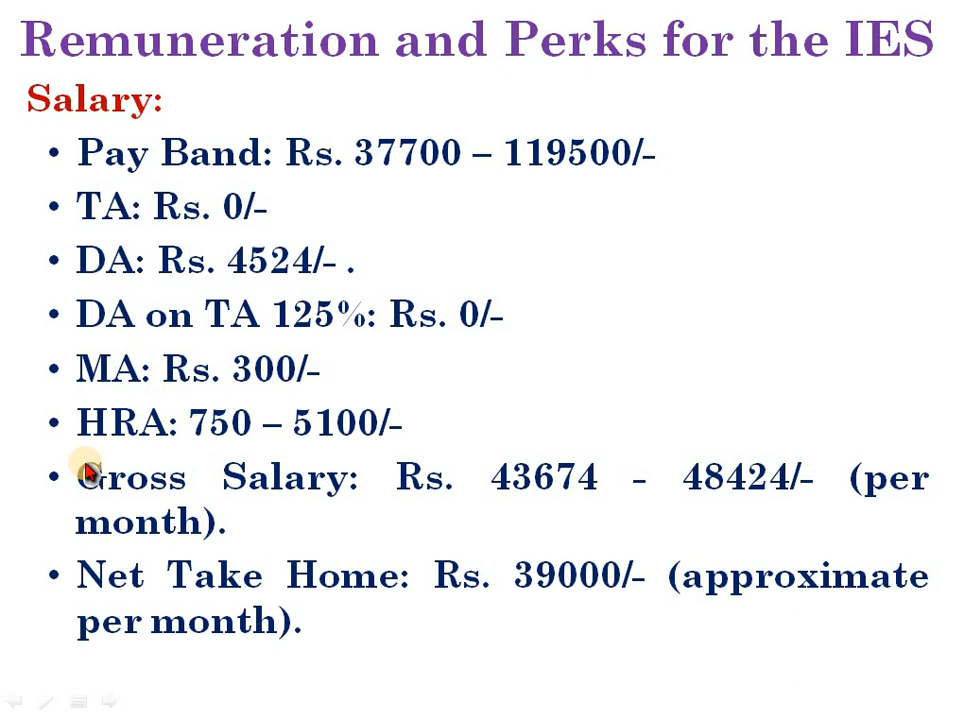 Remuneration and Perks for the IES
Salary:
• Pay Band: Rs. 37700 – 119500/-
• TA: Rs. 0/-
• DA: Rs. 4524/- .
• DA on TA 125%: Rs. 0/-
• MA: Rs. 300/-
• HRA: 750 – 5100/-
• Gross Salary: Rs. 43674 - 48424/- (per
month).
• Net Take Home: Rs. 39000/- (approximate
per month).